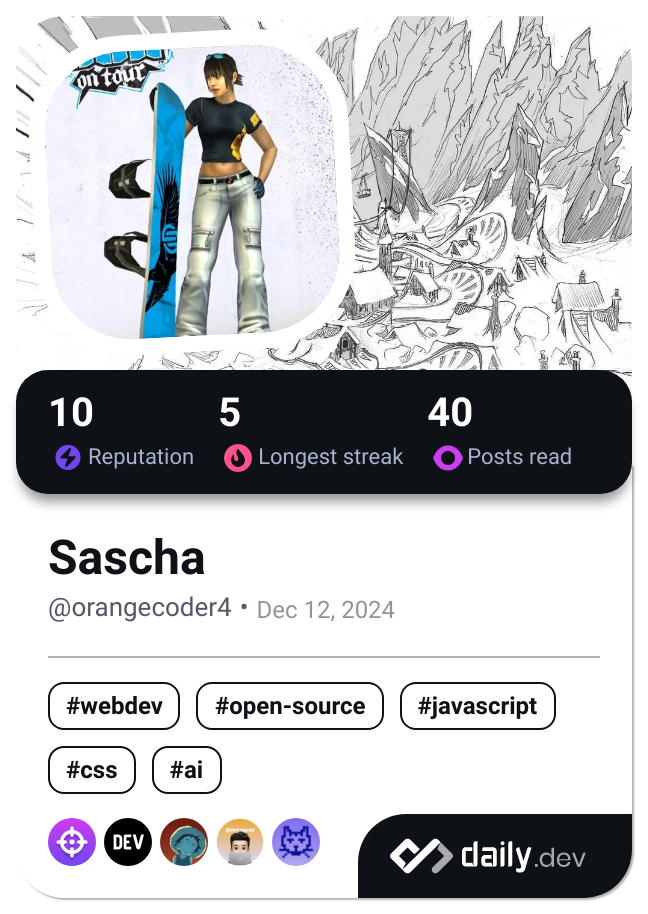 on tour
10
5
40
Reputation
Longest streak
Posts read
Sascha
@orangecoder4 • Dec 12, 2024
#webdev
#open-source
#javascript
#css
#ai
DEV
daily.dev